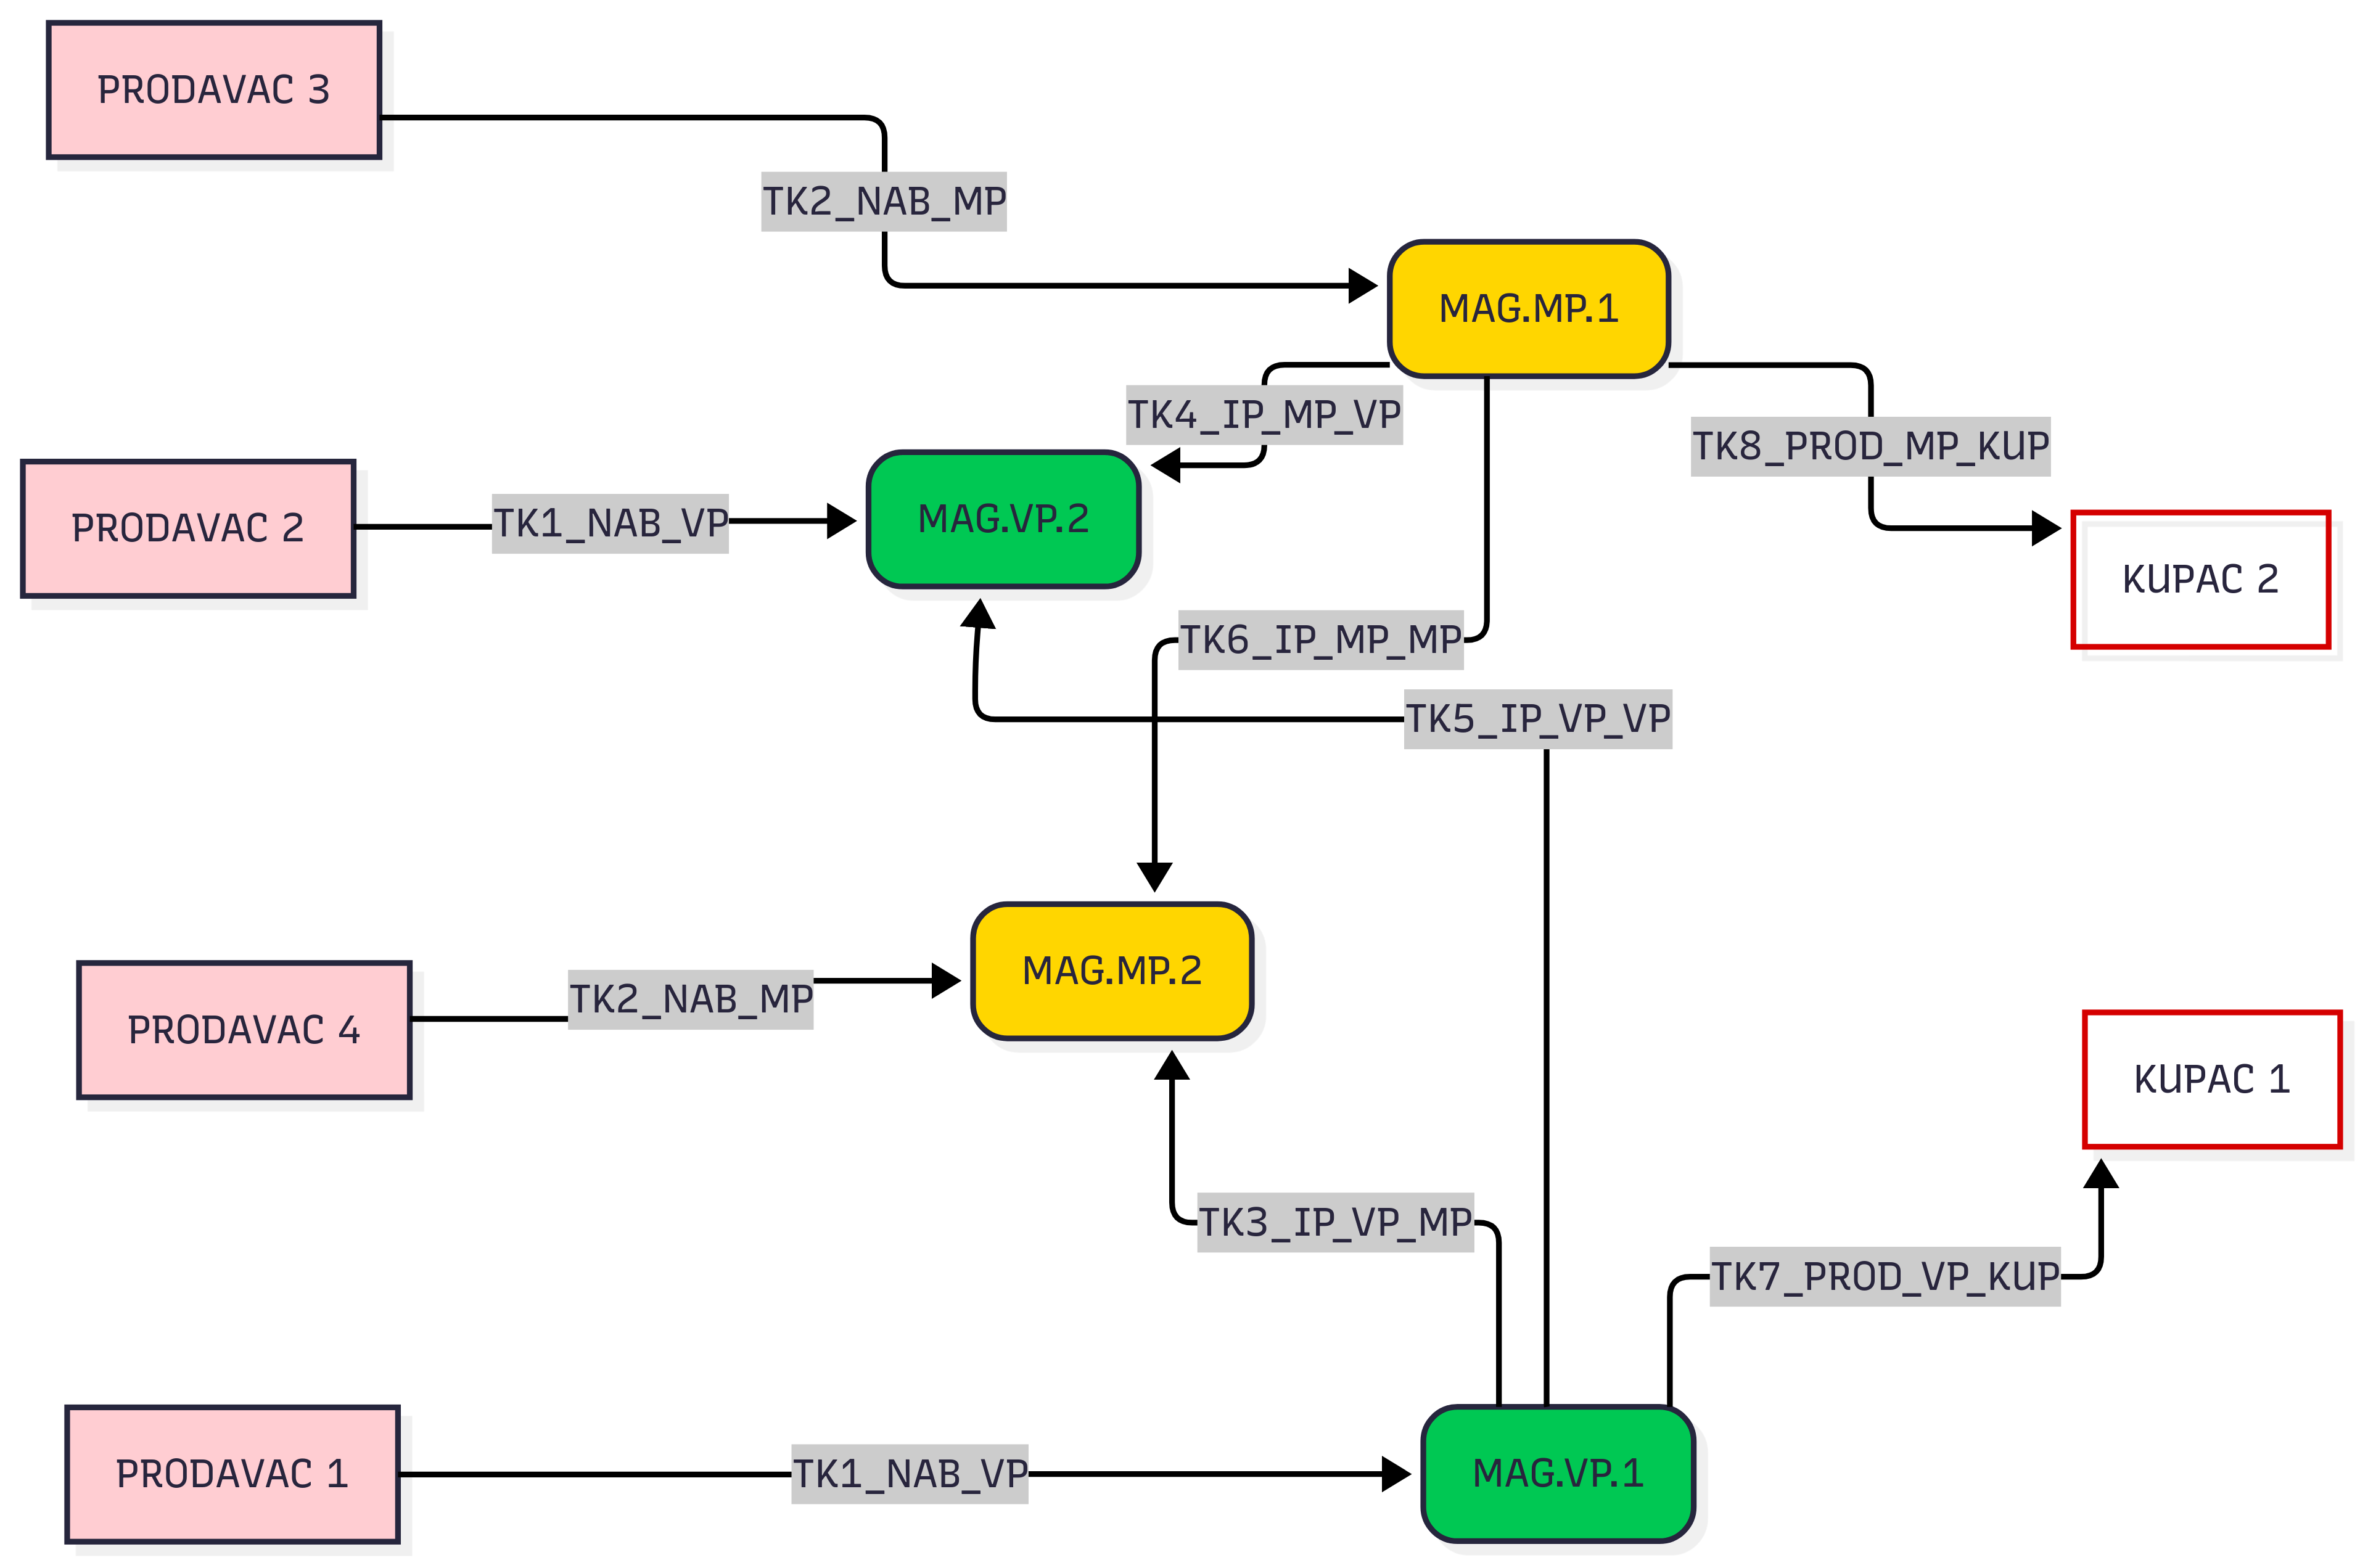 PRODAVAC 3
TK2_NAB_MP
MAG.MP.1
TK4_IP_MP_VP
TK8_PROD_MP_KUP
PRODAVAC 2
TK1_NAB_VP
MAG.VP.2
KUPAC 2
TK6_IP_MP_MP
TK5_IP_VP_VP
PRODAVAC 4
TK2_NAB_MP
MAG.MP.2
KUPAC 1
TK3_IP_VP_MP
TK7_PROD_VP_KUP
PRODAVAC 1
TK1_NAB_VP
MAG.VP.1